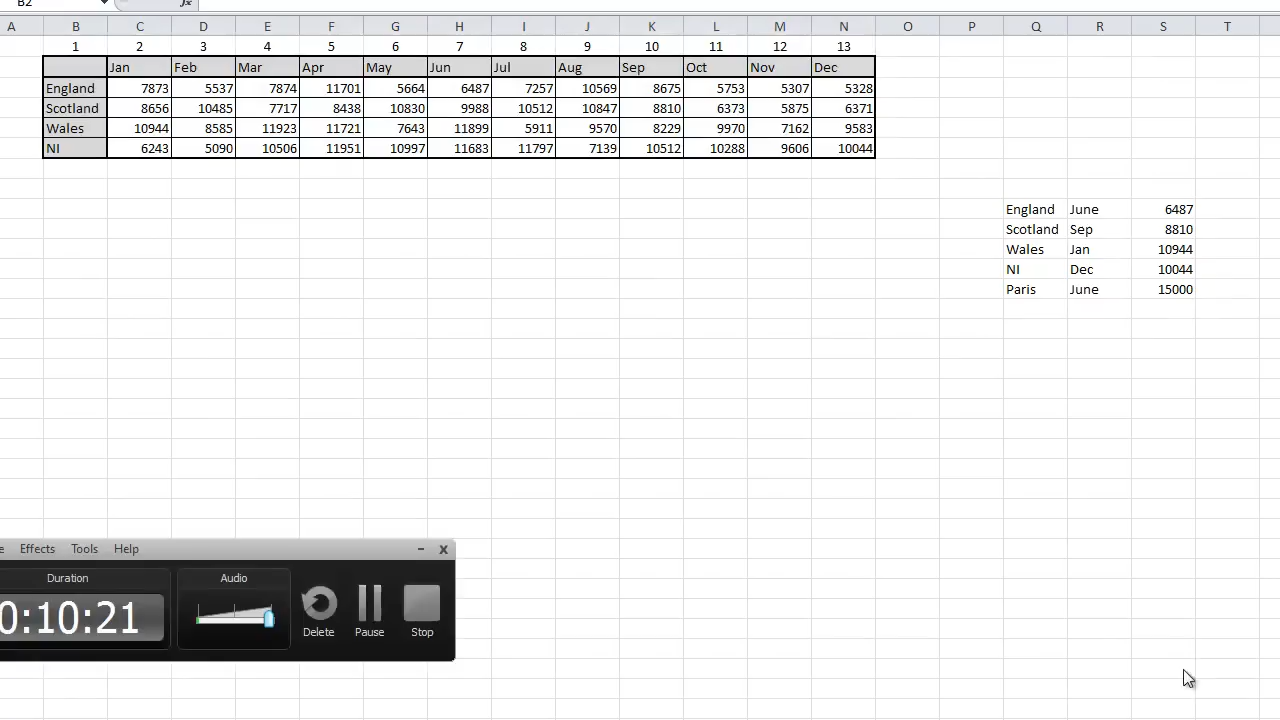 B2 fx
A B C D E F G H I J K L M N O P Q R S T
1 2 3 4 5 6 7 8 9 10 11 12 13
Jan Feb Mar Apr May Jun Jul Aug Sep Oct Nov Dec
England 7873 5537 7874 11701 5664 6487 7257 10569 8675 5753 5307 5328
Scotland 8656 10485 7717 8438 10830 9988 10512 10847 8810 6373 5875 6371
Wales 10944 8585 11923 11721 7643 11899 5911 9570 8229 9970 7162 9583
NI 6243 5090 10506 11951 10997 11683 11797 7139 10512 10288 9606 10044
England June 6487
Scotland Sep 8810
Wales Jan 10944
NI Dec 10044
Paris June 15000
Effects Tools Help – x
Duration Audio
0:10:21
Delete Pause Stop